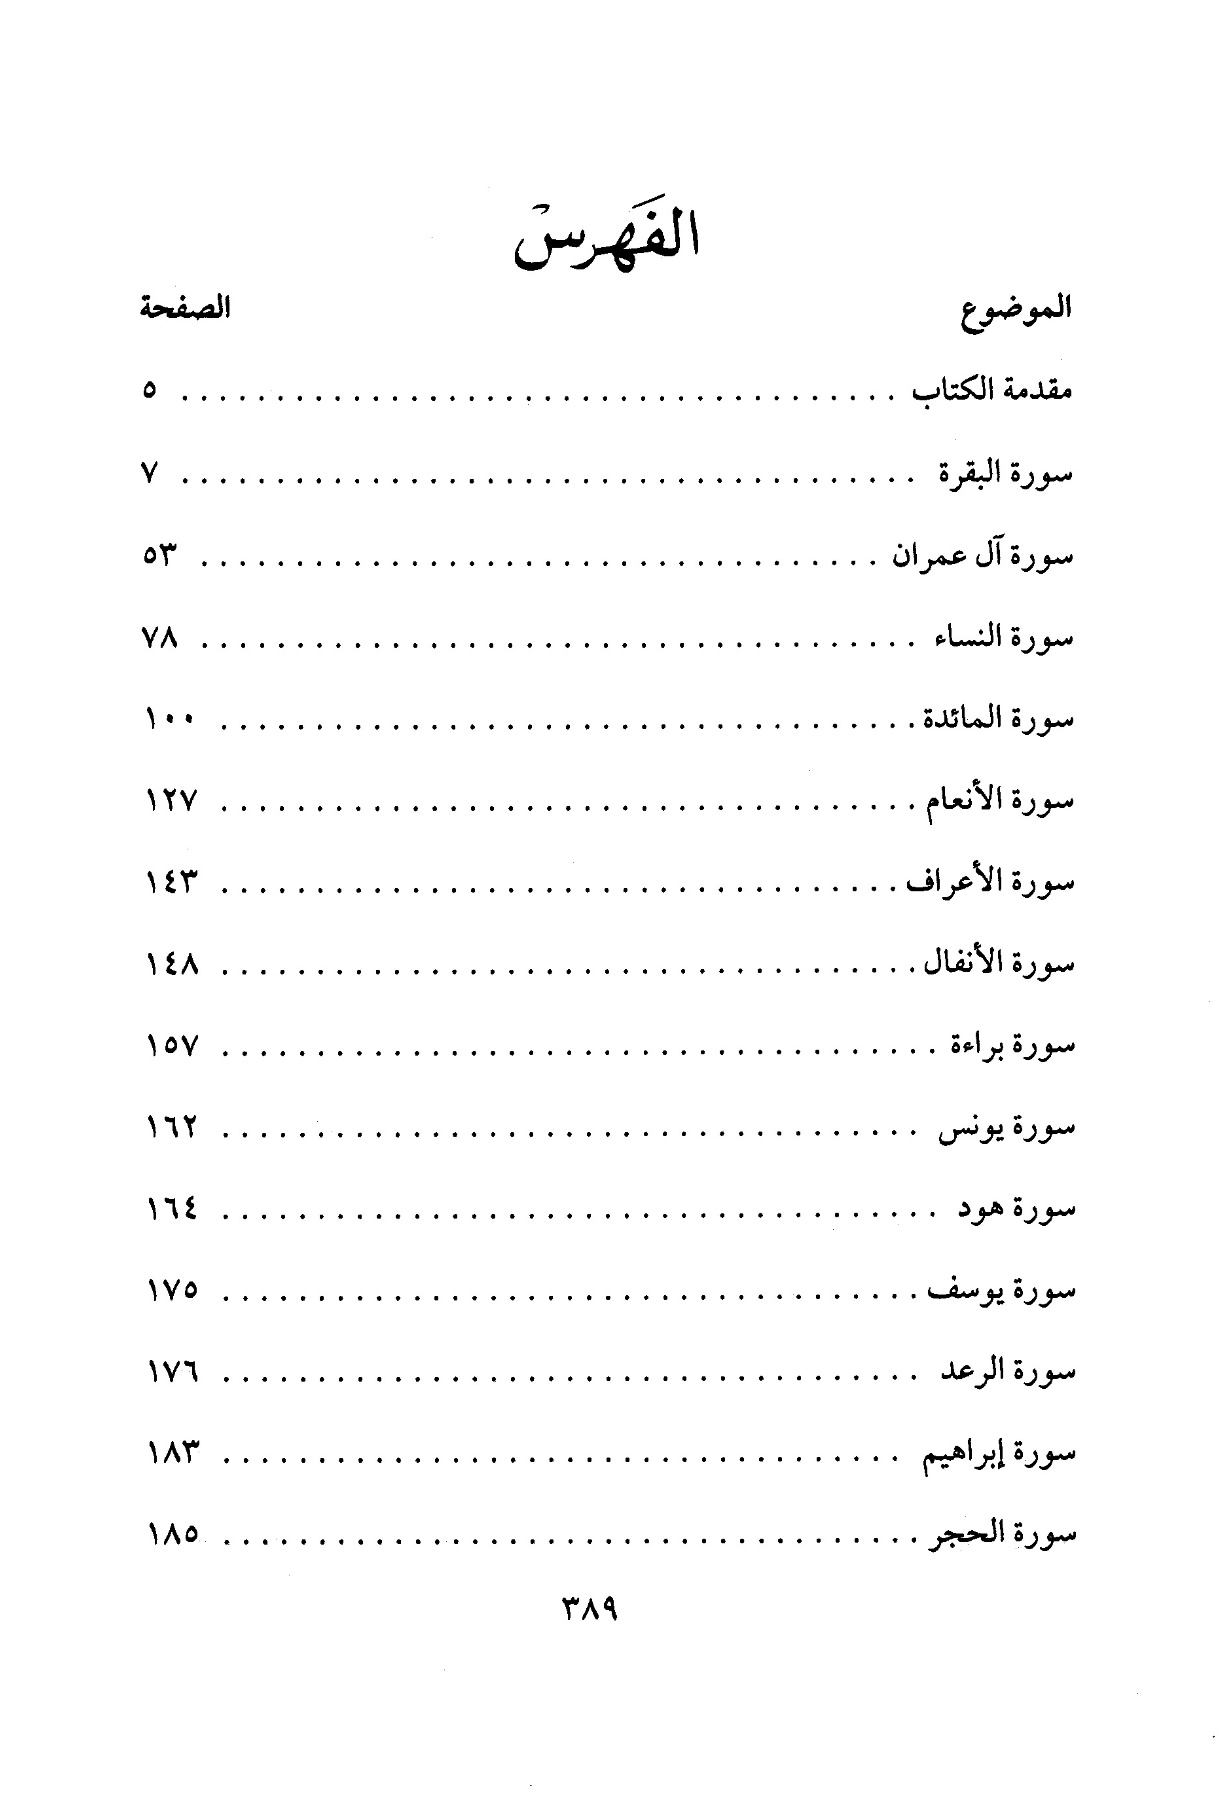 الفَهرسْ
الموضوع الصفحة
مقدمة الكتاب . . . . . . . . . . . . . . . . . . . . . . . . . . . . . . . . . . . . . . ٥
سورة البقرة . . . . . . . . . . . . . . . . . . . . . . . . . . . . . . . . . . . . . . . ٧
سورة آل عمران . . . . . . . . . . . . . . . . . . . . . . . . . . . . . . . . . . . . ٥٣
سورة النساء . . . . . . . . . . . . . . . . . . . . . . . . . . . . . . . . . . . . . . ٧٨
سورة المائدة . . . . . . . . . . . . . . . . . . . . . . . . . . . . . . . . . . . . . ١٠٠
سورة الأنعام . . . . . . . . . . . . . . . . . . . . . . . . . . . . . . . . . . . . . ١٢٧
سورة الأعراف . . . . . . . . . . . . . . . . . . . . . . . . . . . . . . . . . . . . ١٤٣
سورة الأنفال . . . . . . . . . . . . . . . . . . . . . . . . . . . . . . . . . . . . . ١٤٨
سورة براءة . . . . . . . . . . . . . . . . . . . . . . . . . . . . . . . . . . . . . . ١٥٧
سورة يونس . . . . . . . . . . . . . . . . . . . . . . . . . . . . . . . . . . . . . ١٦٢
سورة هود . . . . . . . . . . . . . . . . . . . . . . . . . . . . . . . . . . . . . . ١٦٤
سورة يوسف . . . . . . . . . . . . . . . . . . . . . . . . . . . . . . . . . . . . . ١٧٥
سورة الرعد . . . . . . . . . . . . . . . . . . . . . . . . . . . . . . . . . . . . . ١٧٦
سورة إبراهيم . . . . . . . . . . . . . . . . . . . . . . . . . . . . . . . . . . . . ١٨٣
سورة الحجر . . . . . . . . . . . . . . . . . . . . . . . . . . . . . . . . . . . . . ١٨٥
٣٨٩